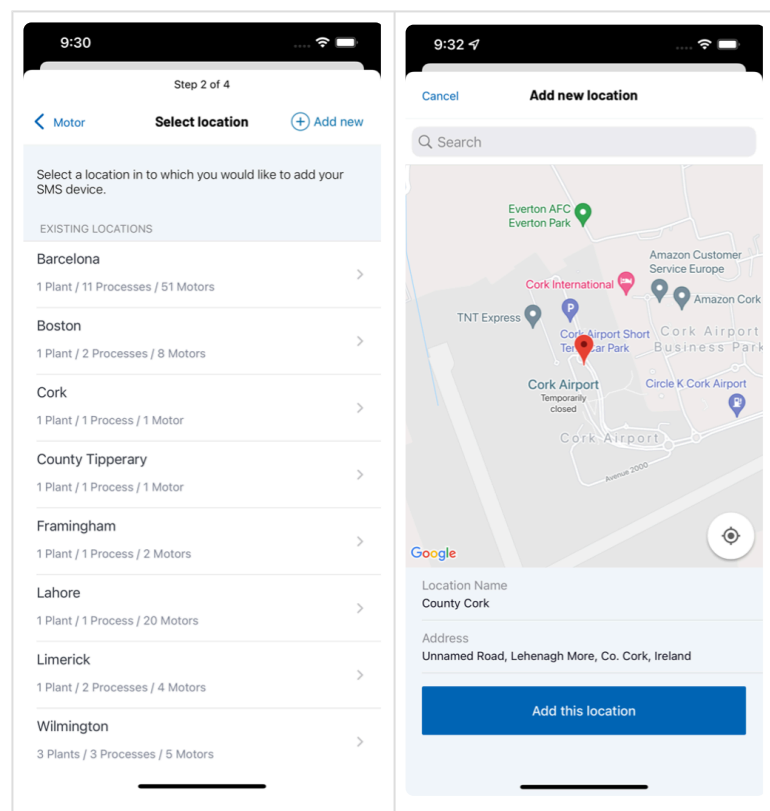 9:30
Step 2 of 4
Motor
Select location
Add new
Select a location in to which you would like to add your
SMS device.
EXISTING LOCATIONS
Barcelona
1 Plant / 11 Processes / 51 Motors
Boston
1 Plant / 2 Processes / 8 Motors
Cork
1 Plant / 1 Process / 1 Motor
County Tipperary
1 Plant / 1 Process / 1 Motor
Framingham
1 Plant / 1 Process / 2 Motors
Lahore
1 Plant / 1 Process / 20 Motors
Limerick
1 Plant / 2 Processes / 4 Motors
Wilmington
3 Plants / 3 Processes / 5 Motors
9:32
Cancel
Add new location
Search
Everton AFC
Everton Park
Amazon Customer
Service Europe
Cork International
Amazon Cork
P
TNT Express
Cork Airport Short
Term Car Park
Cork Airport
Business Park
Cork Airport
Temporarily
closed
Circle K Cork Airport
Cork Airport
Avenue 2000
Google
Location Name
County Cork
Address
Unnamed Road, Lehenagh More, Co. Cork, Ireland
Add this location